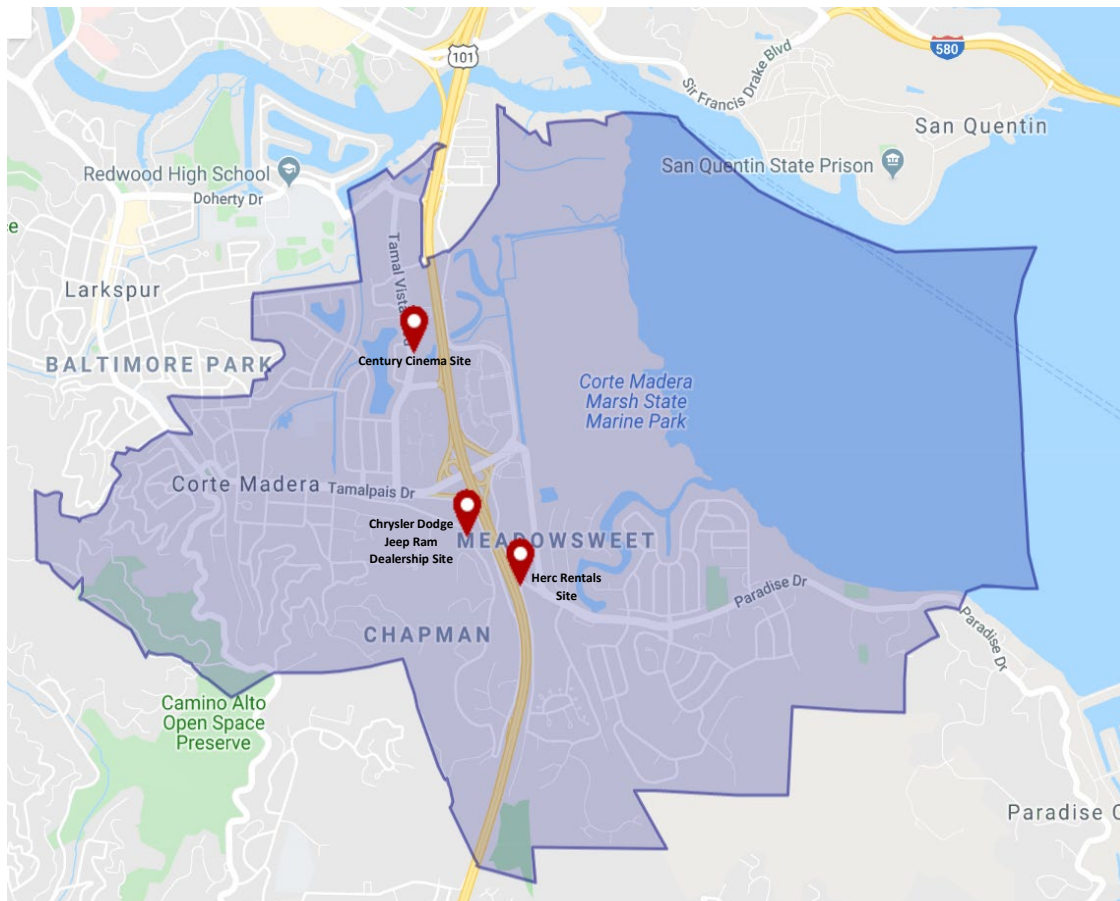 101
580
Sir Francis Drake Blvd
San Quentin
San Quentin State Prison
Redwood High School
Doherty Dr
e
Tamal Vista
Larkspur
Century Cinema Site
BALTIMORE PARK
Corte Madera
Marsh State
Marine Park
Corte Madera
Tamalpais Dr
Chrysler Dodge
Jeep Ram
Dealership Site
MEADOWSWEET
Herc Rentals
Site
Paradise Dr
CHAPMAN
Paradise Dr
Camino Alto
Open Space
Preserve
Paradise C